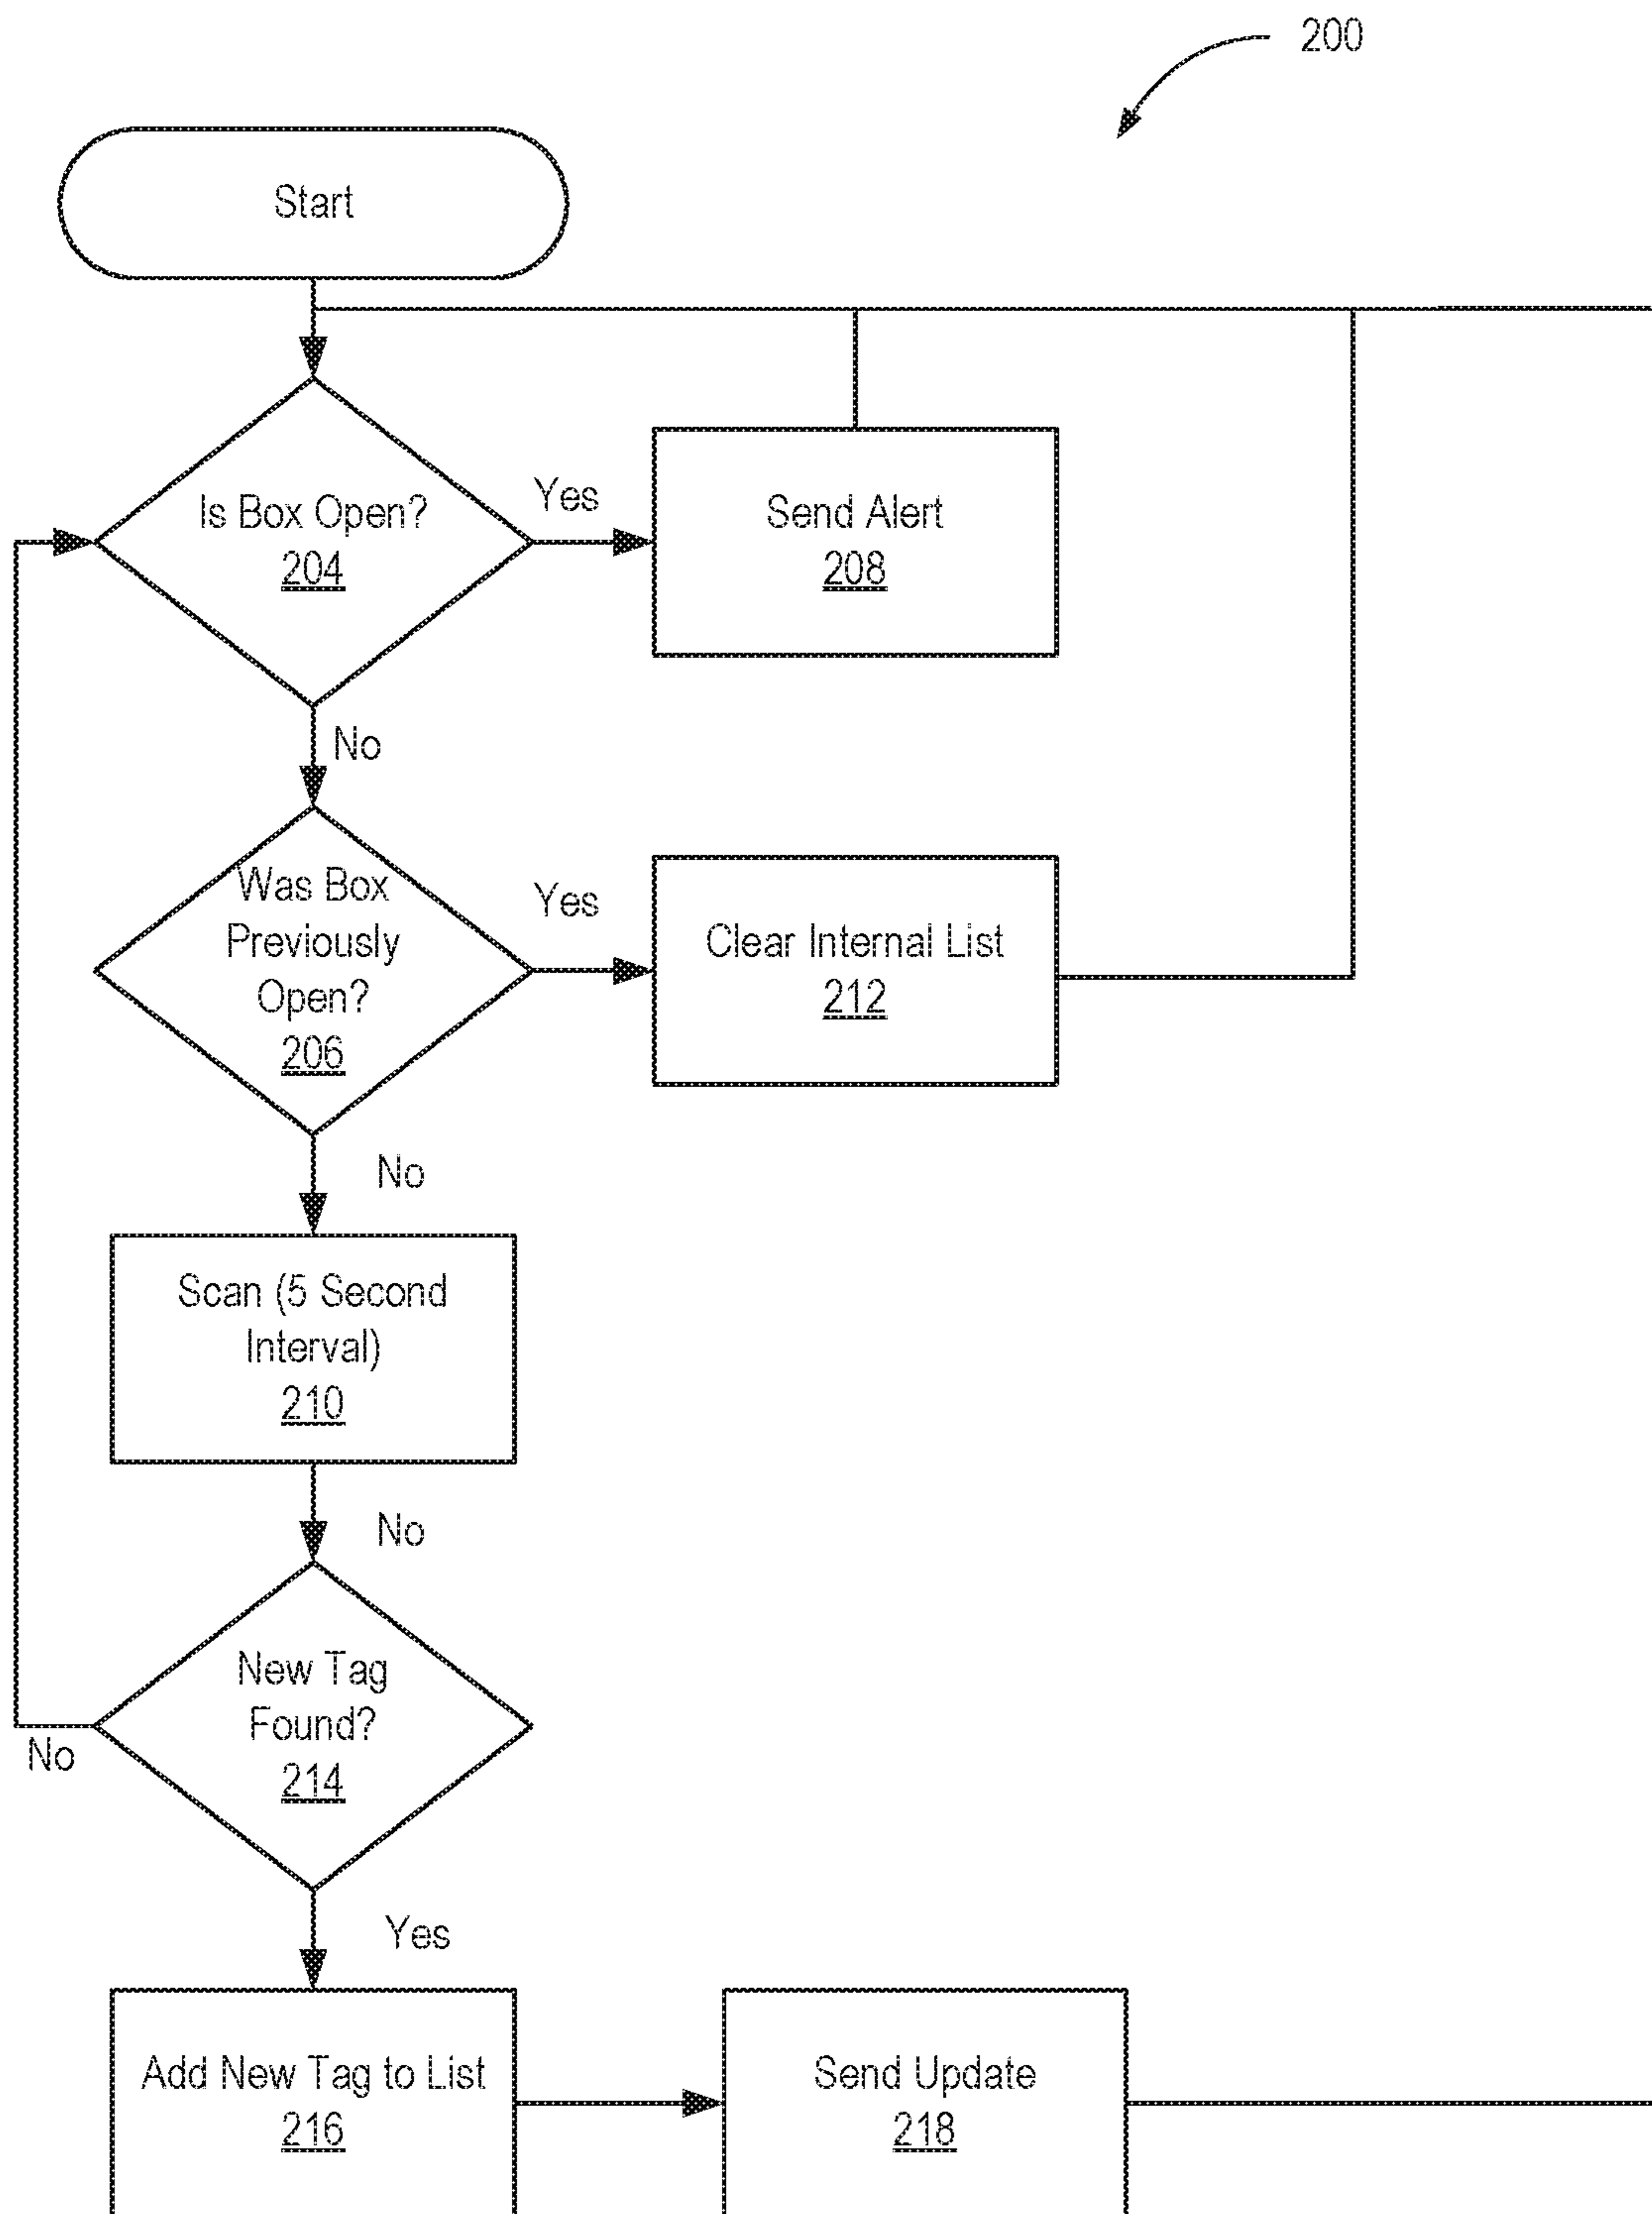 200
Start
Is Box Open?
204
Yes
Send Alert
208
No
Was Box
Previously
Open?
206
Yes
Clear Internal List
212
No
Scan (5 Second
Interval)
210
No
New Tag
Found?
214
No
Yes
Add New Tag to List
216
Send Update
218